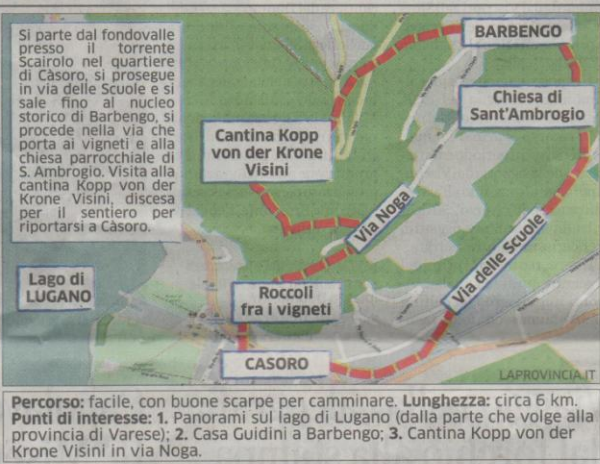 Si parte dal fondovalle
presso il torrente
Scairolo nel quartiere
di Càsoro, si prosegue
in via delle Scuole e si
sale fino al nucleo
storico di Barbengo, si
procede nella via che
porta ai vigneti e alla
chiesa parrocchiale di
S. Ambrogio. Visita alla
cantina Kopp von der
Krone Visini, discesa
per il sentiero per
riportarsi a Càsoro.
BARBENGO
Chiesa di
Sant'Ambrogio
Cantina Kopp
von der Krone
Visini
Via Noga
Via delle Scuole
Lago di
LUGANO
Roccoli
fra i vigneti
CASORO
LAPROVINCIA.IT
Percorso: facile, con buone scarpe per camminare. Lunghezza: circa 6 km.
Punti di interesse: 1. Panorami sul lago di Lugano (dalla parte che volge alla
provincia di Varese); 2. Casa Guidini a Barbengo; 3. Cantina Kopp von der
Krone Visini in via Noga.